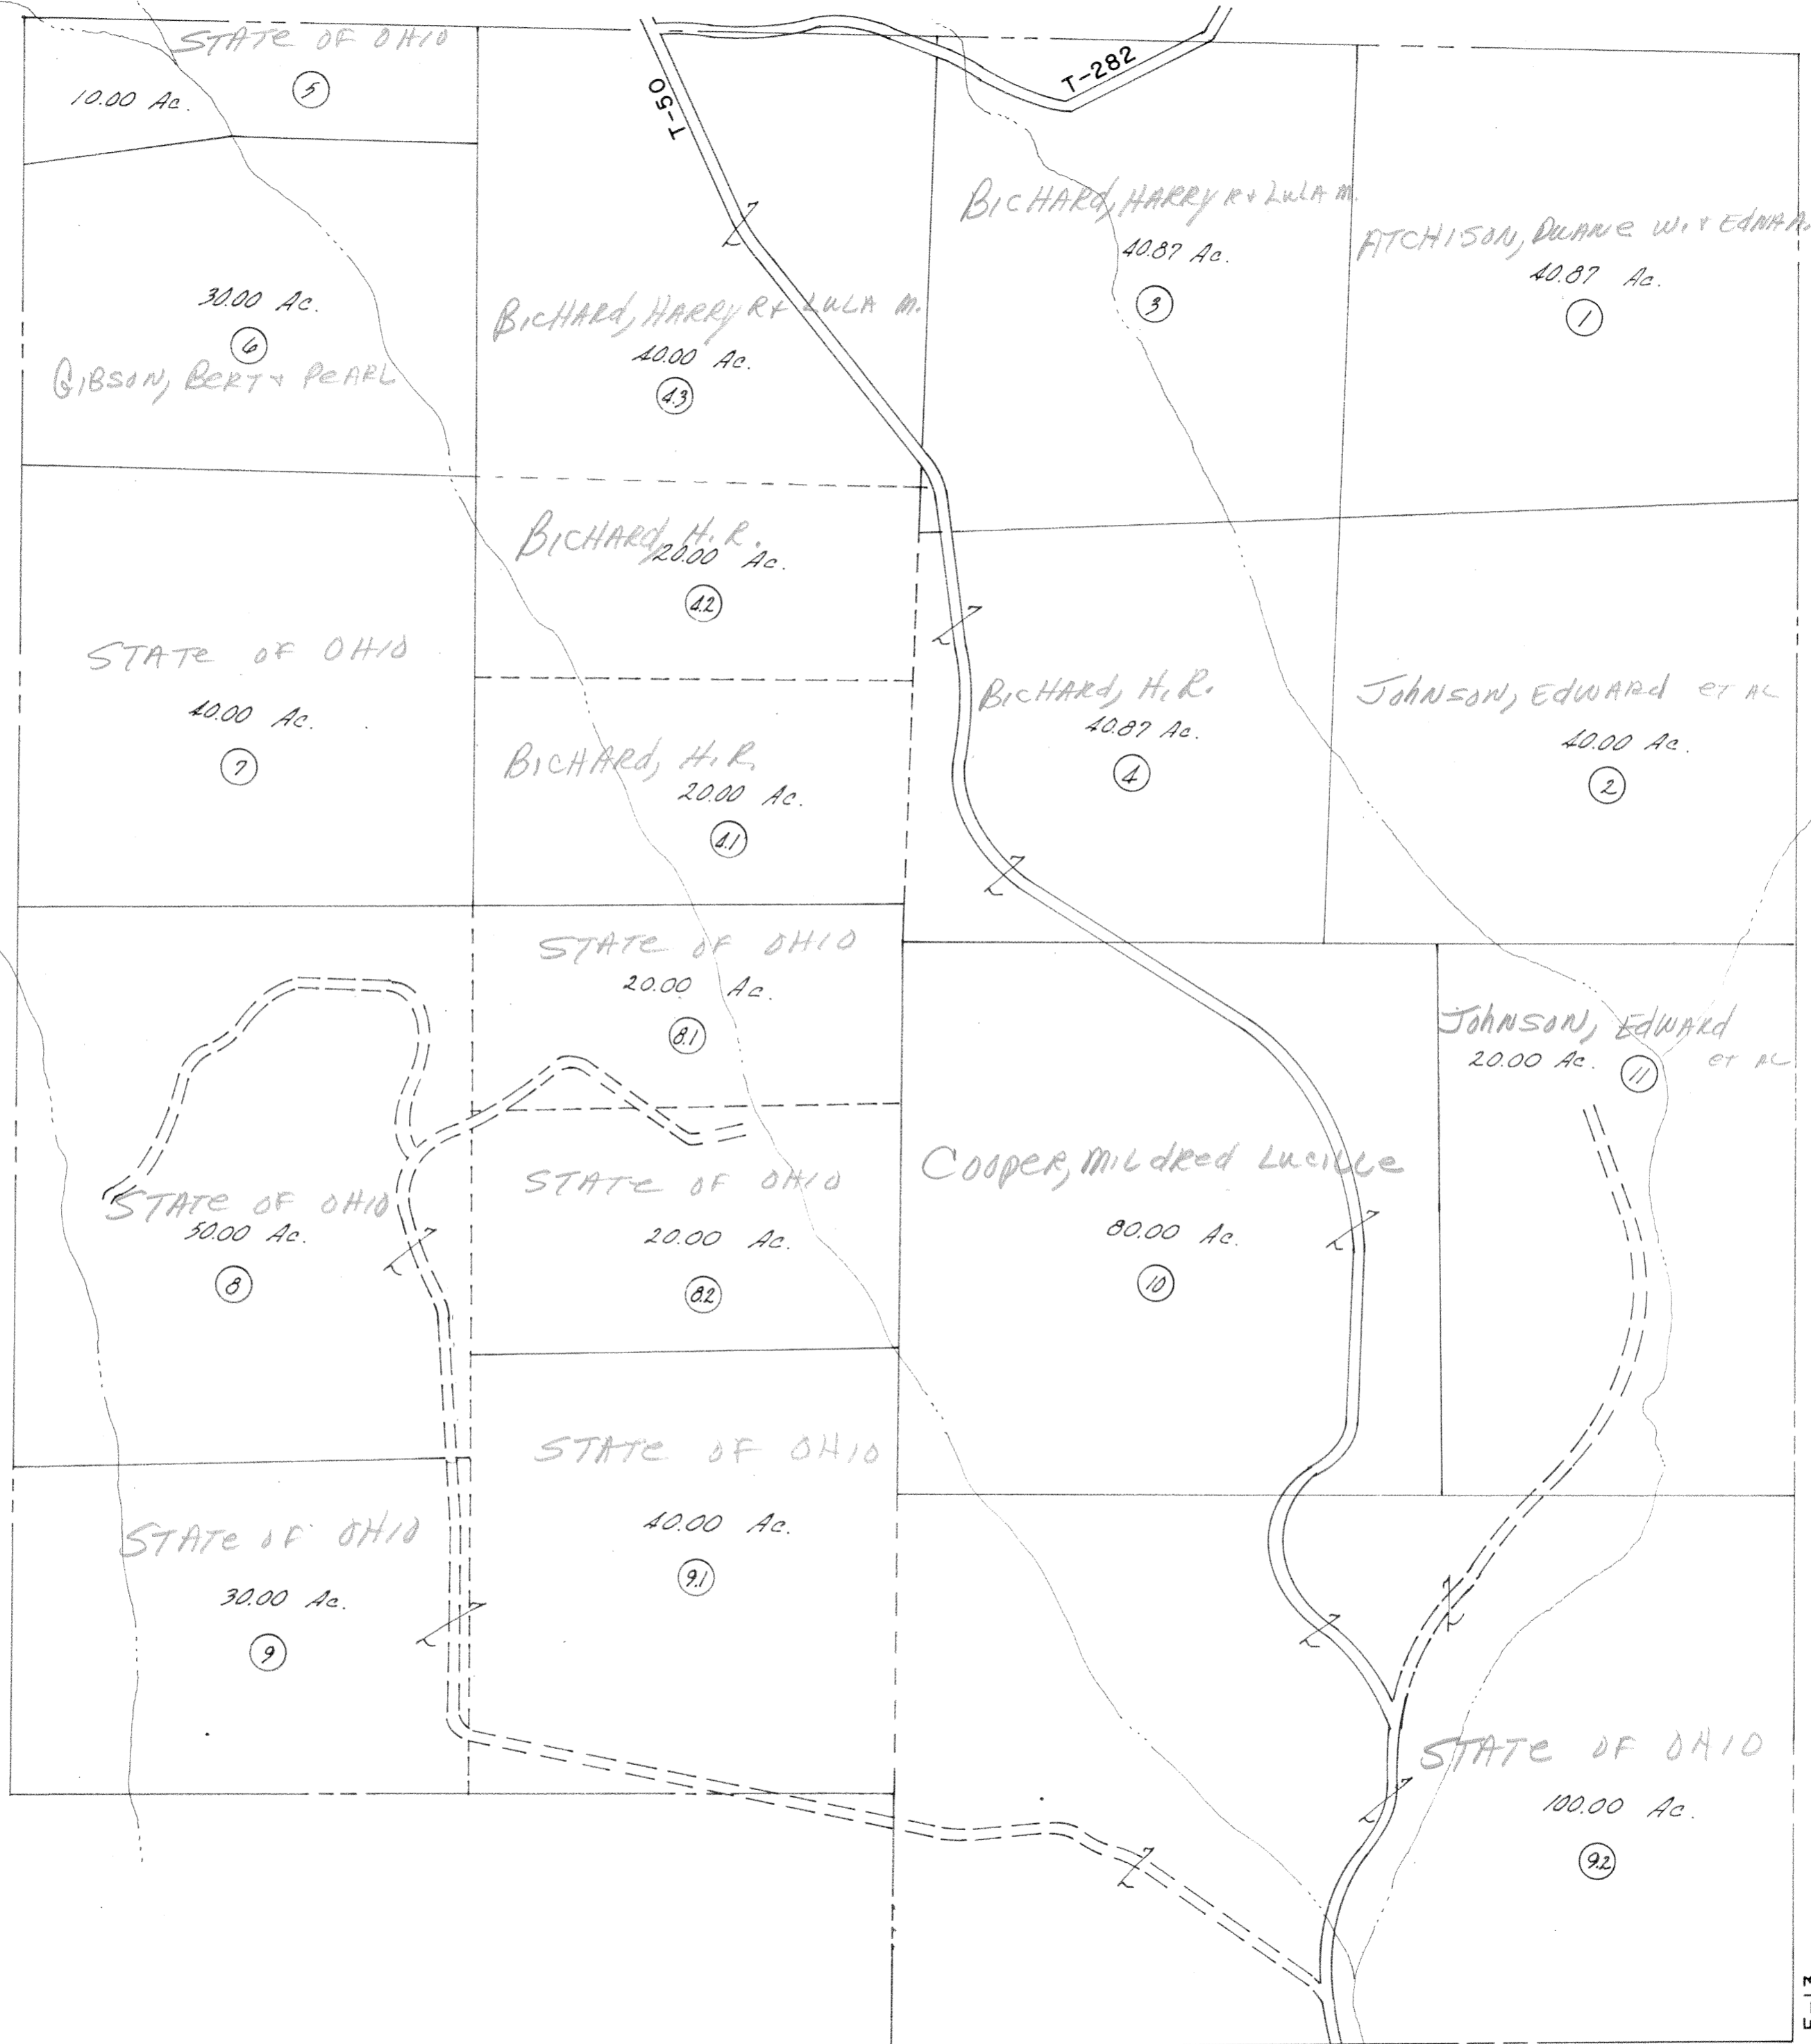 STATE OF OHIO
10.00 Ac.
5
T-50
T-282
BICHARD, HARRY R + LULA M.
40.87 Ac.
3
ATCHISON, DUANE W. + EDNA A.
40.87 Ac.
1
30.00 Ac.
6
GIBSON, BERT + PEARL
BICHARD, HARRY R + LULA M.
40.00 Ac.
4.3
BICHARD, H.R.
20.00 Ac.
4.2
STATE OF OHIO
40.00 Ac.
7
BICHARD, H.R.
20.00 Ac.
4.1
BICHARD, H.R.
40.87 Ac.
4
JOHNSON, EDWARD ET AL
40.00 Ac.
2
STATE OF OHIO
20.00 Ac.
8.1
JOHNSON, EDWARD
20.00 Ac. ET AL
11
STATE OF OHIO
50.00 Ac.
8
STATE OF OHIO
20.00 Ac.
8.2
COOPER, MILDRED LUCILLE
80.00 Ac.
10
STATE OF OHIO
30.00 Ac.
9
STATE OF OHIO
40.00 Ac.
9.1
STATE OF OHIO
100.00 Ac.
9.2